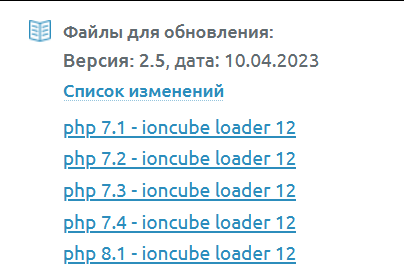 Файлы для обновления:
Версия: 2.5, дата: 10.04.2023
Список изменений
php 7.1 - ioncube loader 12
php 7.2 - ioncube loader 12
php 7.3 - ioncube loader 12
php 7.4 - ioncube loader 12
php 8.1 - ioncube loader 12